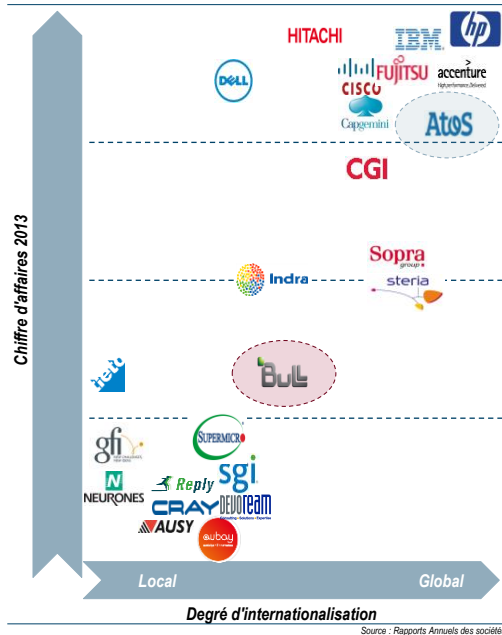 HITACHI
IBM
hp
DELL
CISCO
FUJITSU
accenture
High performance. Delivered.
Capgemini
Atos
CGI
Sopra
group
steria
Indra
Bull
gfi
SUPERMICRO
sgi
N
NEURONES
Reply
CRAY
DEVOTEAM
AUSY
aubay
Chiffre d'affaires 2013
Local
Global
Degré d'internationalisation
Source : Rapports Annuels des société